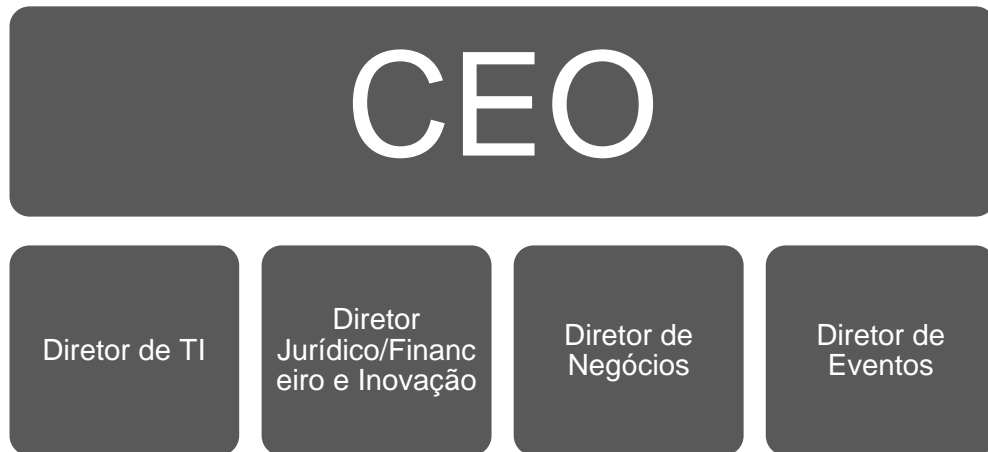 CEO
Diretor de TI
Diretor
Jurídico/Financ
eiro e Inovação
Diretor de
Negócios
Diretor de
Eventos